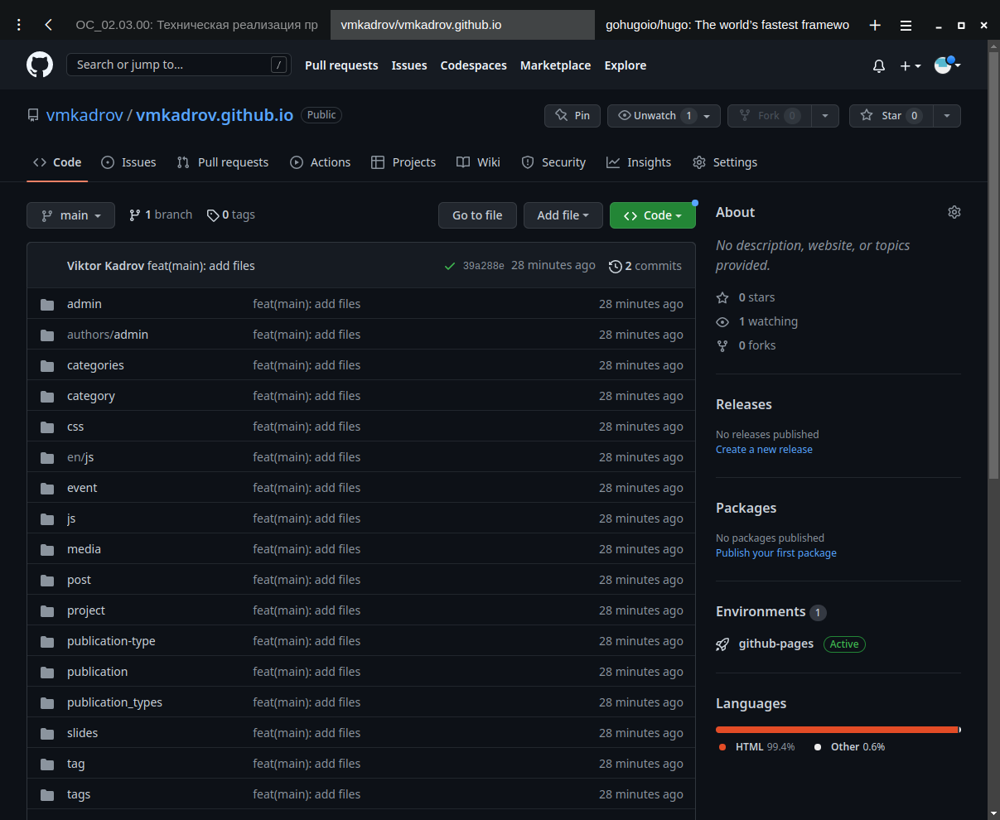 ОС_02.03.00: Техническая реализация пр
vmkadrov/vmkadrov.github.io
gohugoio/hugo: The world's fastest framewo
Search or jump to...
/
Pull requests
Issues
Codespaces
Marketplace
Explore
vmkadrov / vmkadrov.github.io
Public
Pin
Unwatch 1
Fork 0
Star 0
Code
Issues
Pull requests
Actions
Projects
Wiki
Security
Insights
Settings
main
1 branch
0 tags
Go to file
Add file
Code
Viktor Kadrov feat(main): add files
39a288e 28 minutes ago
2 commits
admin feat(main): add files 28 minutes ago
authors/admin feat(main): add files 28 minutes ago
categories feat(main): add files 28 minutes ago
category feat(main): add files 28 minutes ago
css feat(main): add files 28 minutes ago
en/js feat(main): add files 28 minutes ago
event feat(main): add files 28 minutes ago
js feat(main): add files 28 minutes ago
media feat(main): add files 28 minutes ago
post feat(main): add files 28 minutes ago
project feat(main): add files 28 minutes ago
publication-type feat(main): add files 28 minutes ago
publication feat(main): add files 28 minutes ago
publication_types feat(main): add files 28 minutes ago
slides feat(main): add files 28 minutes ago
tag feat(main): add files 28 minutes ago
tags feat(main): add files 28 minutes ago
About
No description, website, or topics
provided.
0 stars
1 watching
0 forks
Releases
No releases published
Create a new release
Packages
No packages published
Publish your first package
Environments 1
github-pages Active
Languages
HTML 99.4% Other 0.6%